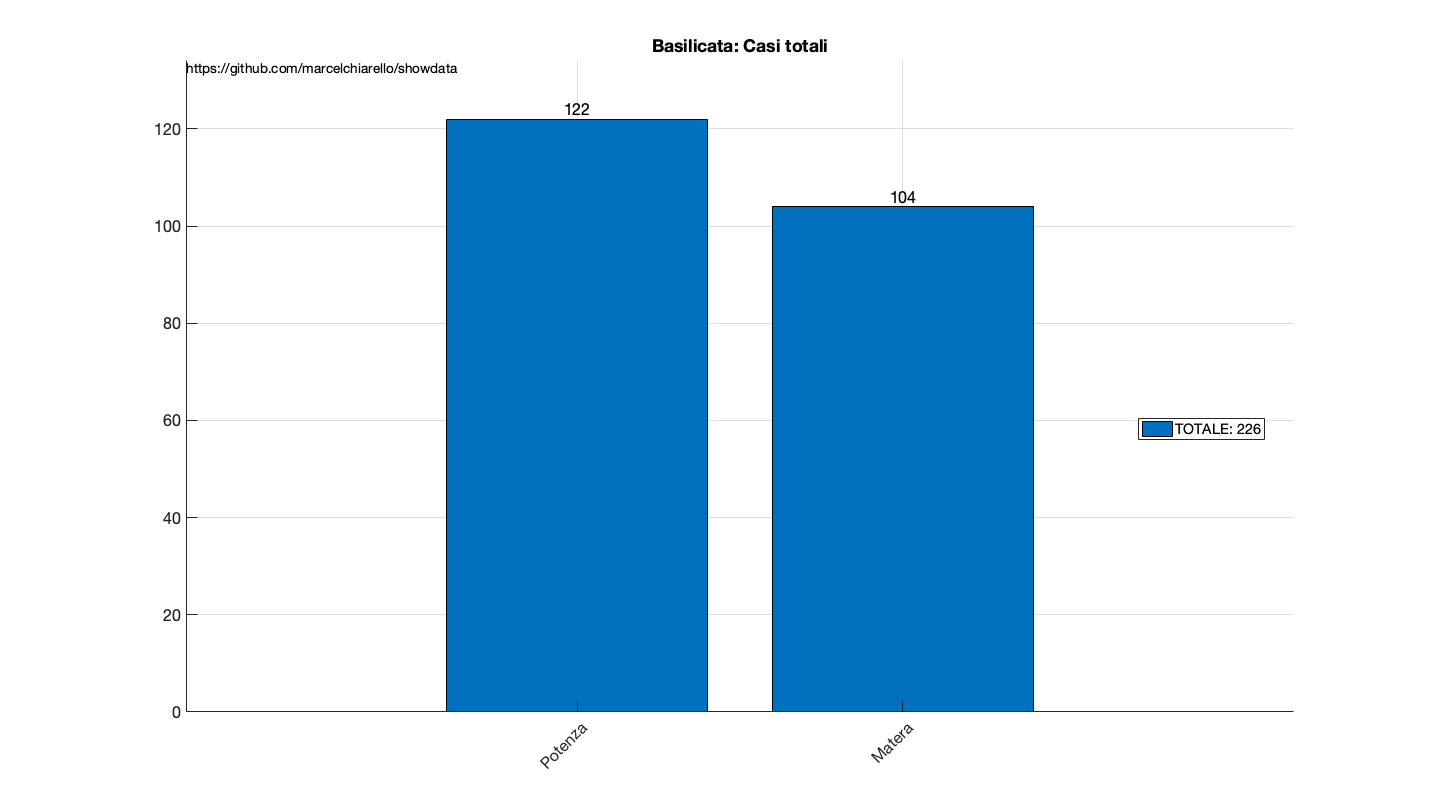 Basilicata: Casi totali
https://github.com/marcelchiarello/showdata
122
120
104
100
80
60
TOTALE: 226
40
20
0
Potenza
Matera